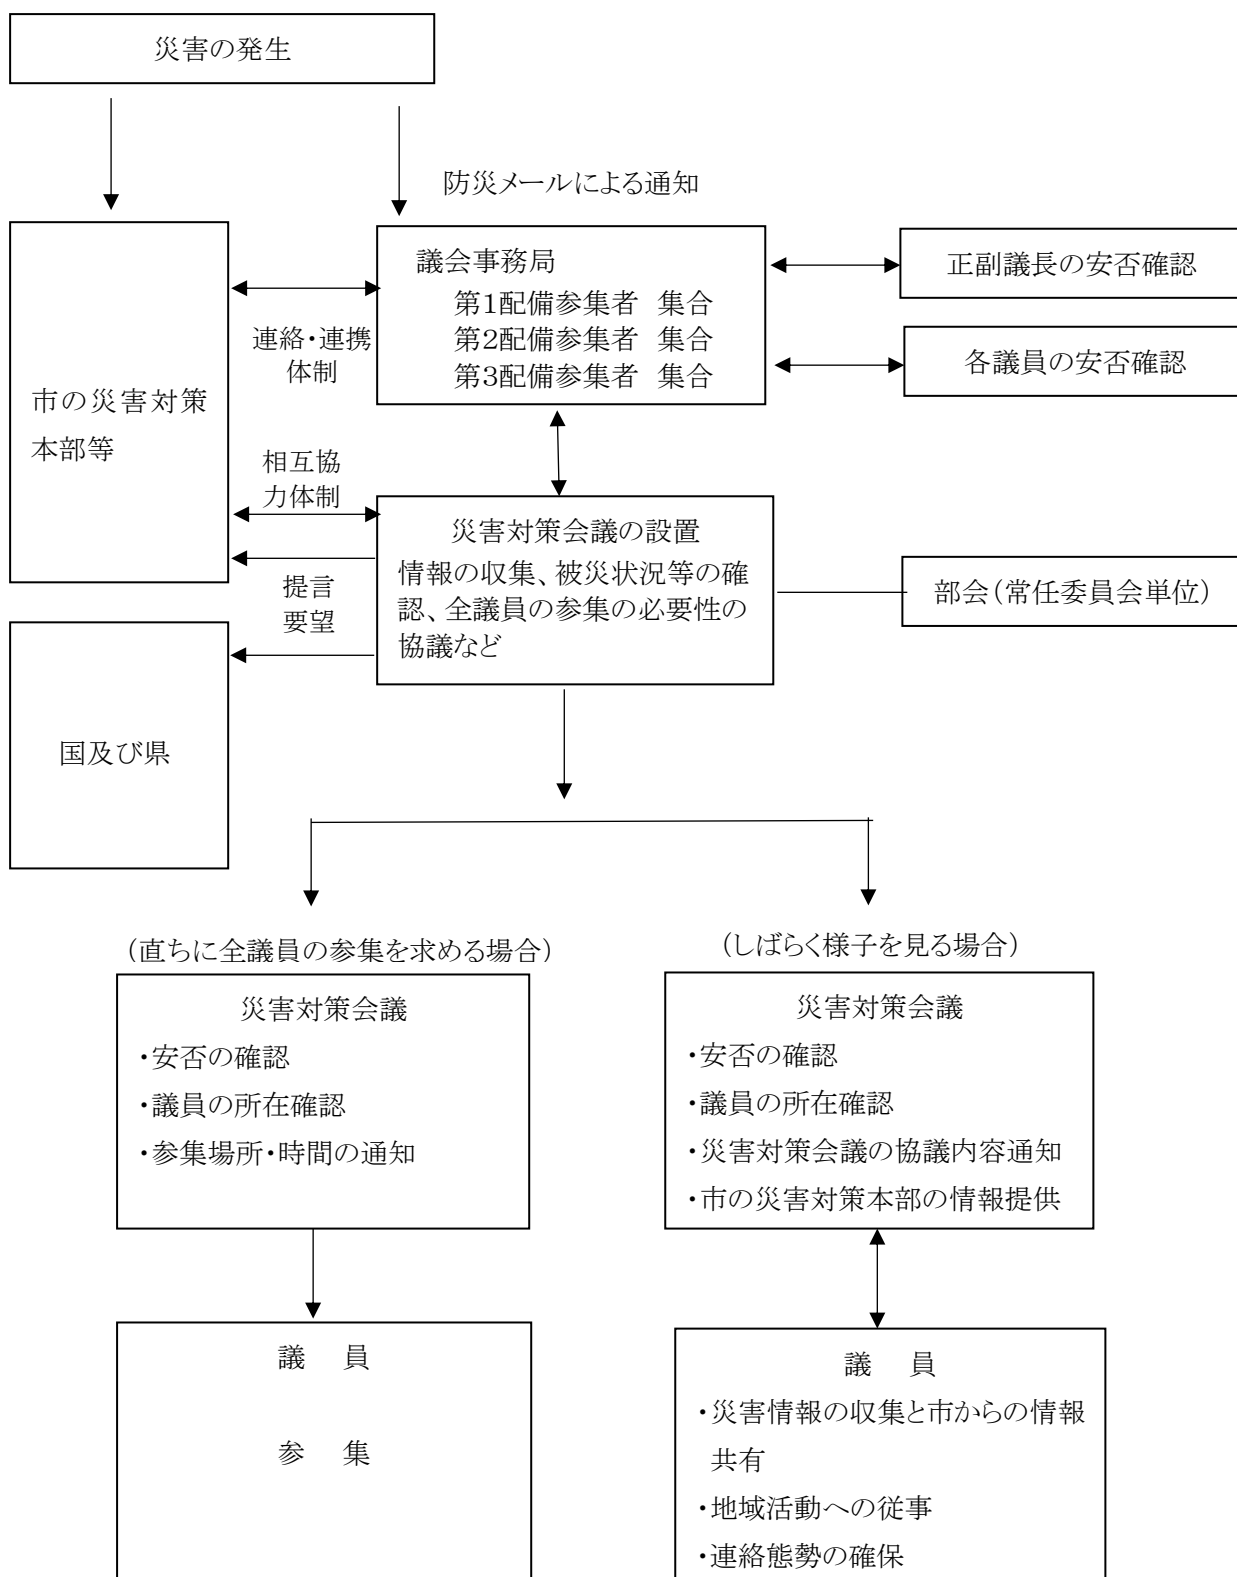 災害の発生
防災メールによる通知
議会事務局
第1配備参集者 集合
第2配備参集者 集合
第3配備参集者 集合
正副議長の安否確認
各議員の安否確認
連絡・連携
体制
市の災害対策
本部等
相互協
力体制
災害対策会議の設置
情報の収集、被災状況等の確
認、全議員の参集の必要性の
協議など
部会(常任委員会単位)
提言
要望
国及び県
(直ちに全議員の参集を求める場合)
災害対策会議
・安否の確認
・議員の所在確認
・参集場所・時間の通知
議 員
参 集
(しばらく様子を見る場合)
災害対策会議
・安否の確認
・議員の所在確認
・災害対策会議の協議内容通知
・市の災害対策本部の情報提供
議 員
・災害情報の収集と市からの情報
共有
・地域活動への従事
・連絡態勢の確保